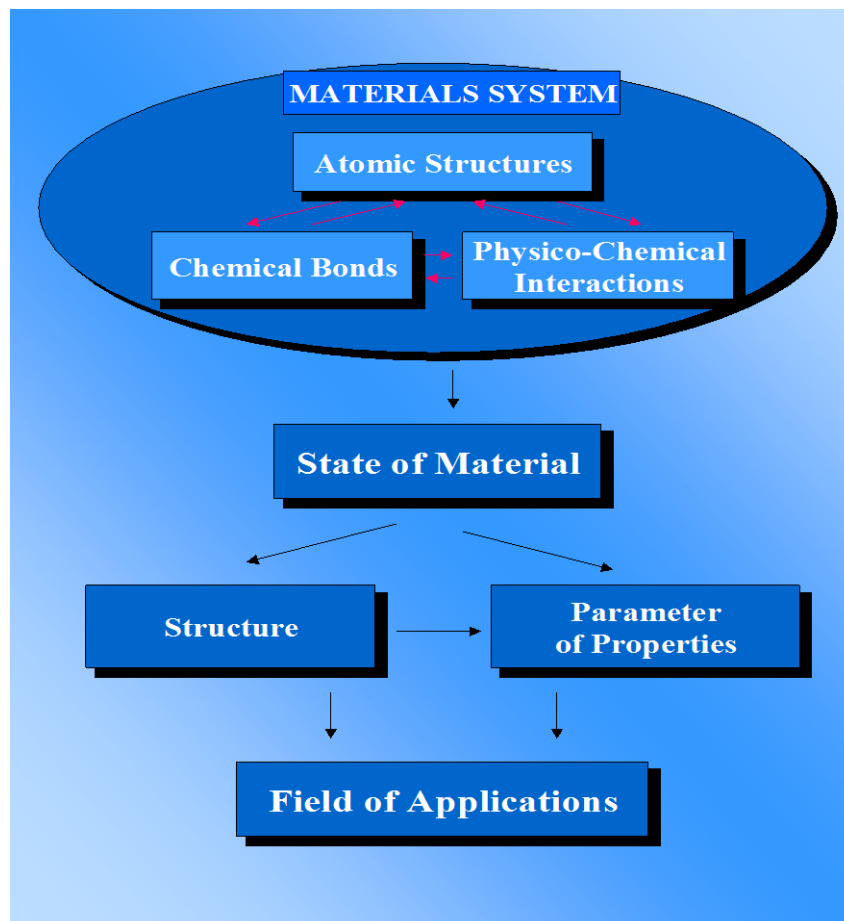 MATERIALS SYSTEM
Atomic Structures
Chemical Bonds
Physico-Chemical
Interactions
State of Material
Structure
Parameter
of Properties
Field of Applications